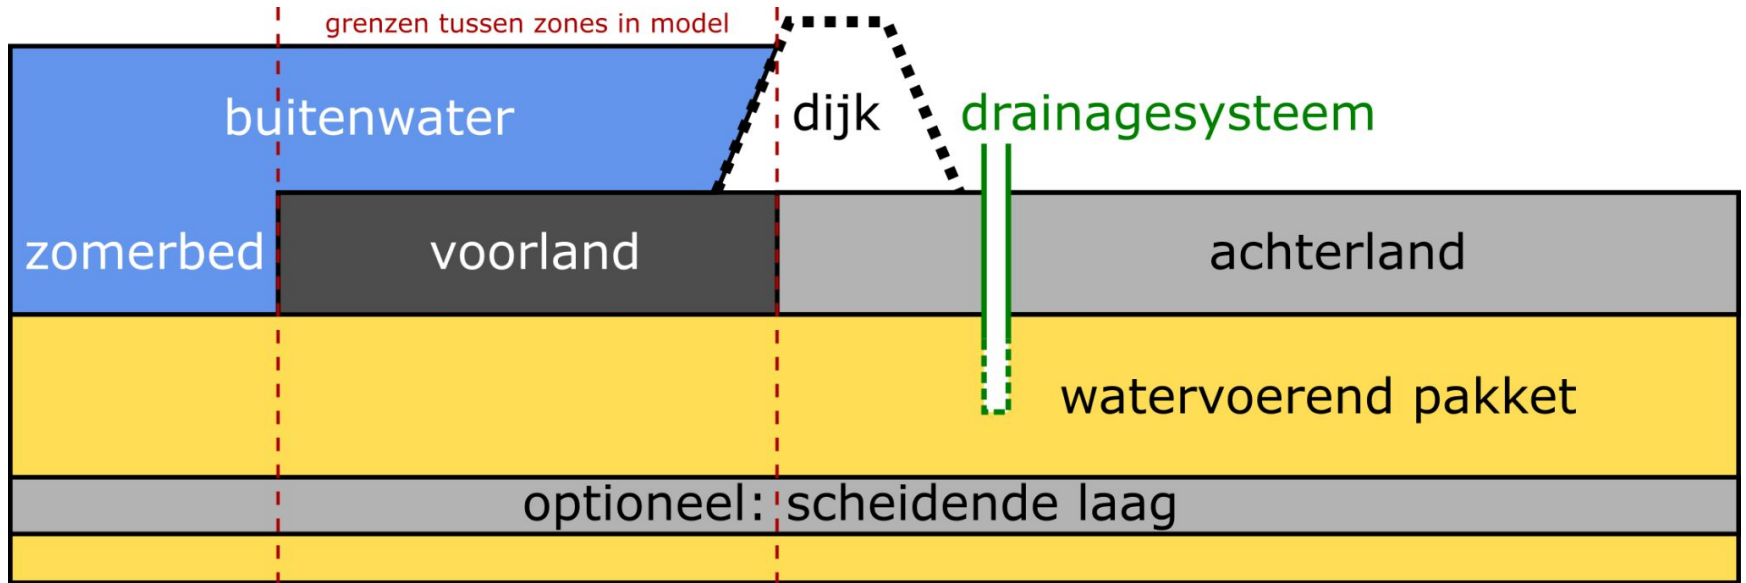 grenzen tussen zones in model
buitenwater
dijk
drainagesysteem
zomerbed
voorland
achterland
watervoerend pakket
optioneel: scheidende laag